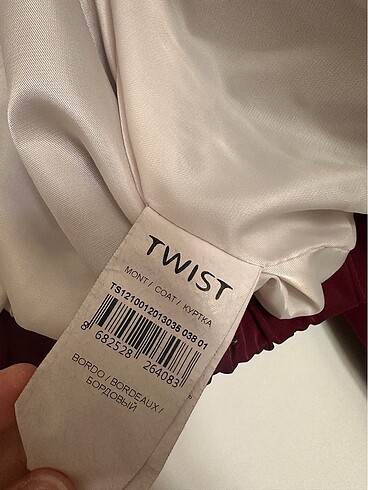 TWIST
MONT / COAT / КУРТКА
TS1210012013035 038 01
8 682528 264083
BORDO / BORDEAUX /
БОРДОВЫЙ